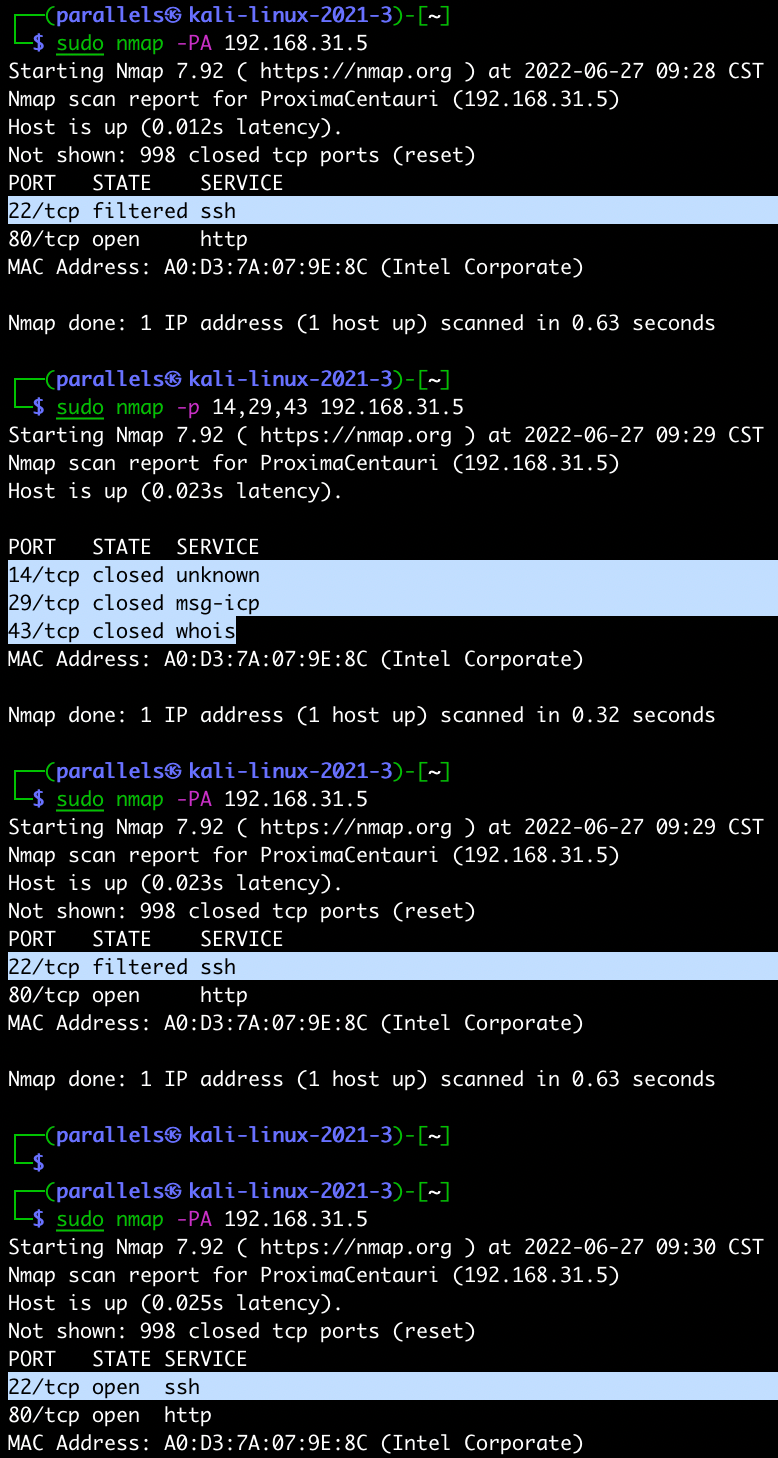 ┌──(parallels㉿kali-linux-2021-3)-[~]
└─$ sudo nmap -PA 192.168.31.5
Starting Nmap 7.92 ( https://nmap.org ) at 2022-06-27 09:28 CST
Nmap scan report for ProximaCentauri (192.168.31.5)
Host is up (0.012s latency).
Not shown: 998 closed tcp ports (reset)
PORT   STATE    SERVICE
22/tcp filtered ssh
80/tcp open     http
MAC Address: A0:D3:7A:07:9E:8C (Intel Corporate)
Nmap done: 1 IP address (1 host up) scanned in 0.63 seconds
┌──(parallels㉿kali-linux-2021-3)-[~]
└─$ sudo nmap -p 14,29,43 192.168.31.5
Starting Nmap 7.92 ( https://nmap.org ) at 2022-06-27 09:29 CST
Nmap scan report for ProximaCentauri (192.168.31.5)
Host is up (0.023s latency).
PORT   STATE  SERVICE
14/tcp closed unknown
29/tcp closed msg-icp
43/tcp closed whois
MAC Address: A0:D3:7A:07:9E:8C (Intel Corporate)
Nmap done: 1 IP address (1 host up) scanned in 0.32 seconds
┌──(parallels㉿kali-linux-2021-3)-[~]
└─$ sudo nmap -PA 192.168.31.5
Starting Nmap 7.92 ( https://nmap.org ) at 2022-06-27 09:29 CST
Nmap scan report for ProximaCentauri (192.168.31.5)
Host is up (0.023s latency).
Not shown: 998 closed tcp ports (reset)
PORT   STATE    SERVICE
22/tcp filtered ssh
80/tcp open     http
MAC Address: A0:D3:7A:07:9E:8C (Intel Corporate)
Nmap done: 1 IP address (1 host up) scanned in 0.63 seconds
┌──(parallels㉿kali-linux-2021-3)-[~]
└─$
┌──(parallels㉿kali-linux-2021-3)-[~]
└─$ sudo nmap -PA 192.168.31.5
Starting Nmap 7.92 ( https://nmap.org ) at 2022-06-27 09:30 CST
Nmap scan report for ProximaCentauri (192.168.31.5)
Host is up (0.025s latency).
Not shown: 998 closed tcp ports (reset)
PORT   STATE SERVICE
22/tcp open  ssh
80/tcp open  http
MAC Address: A0:D3:7A:07:9E:8C (Intel Corporate)